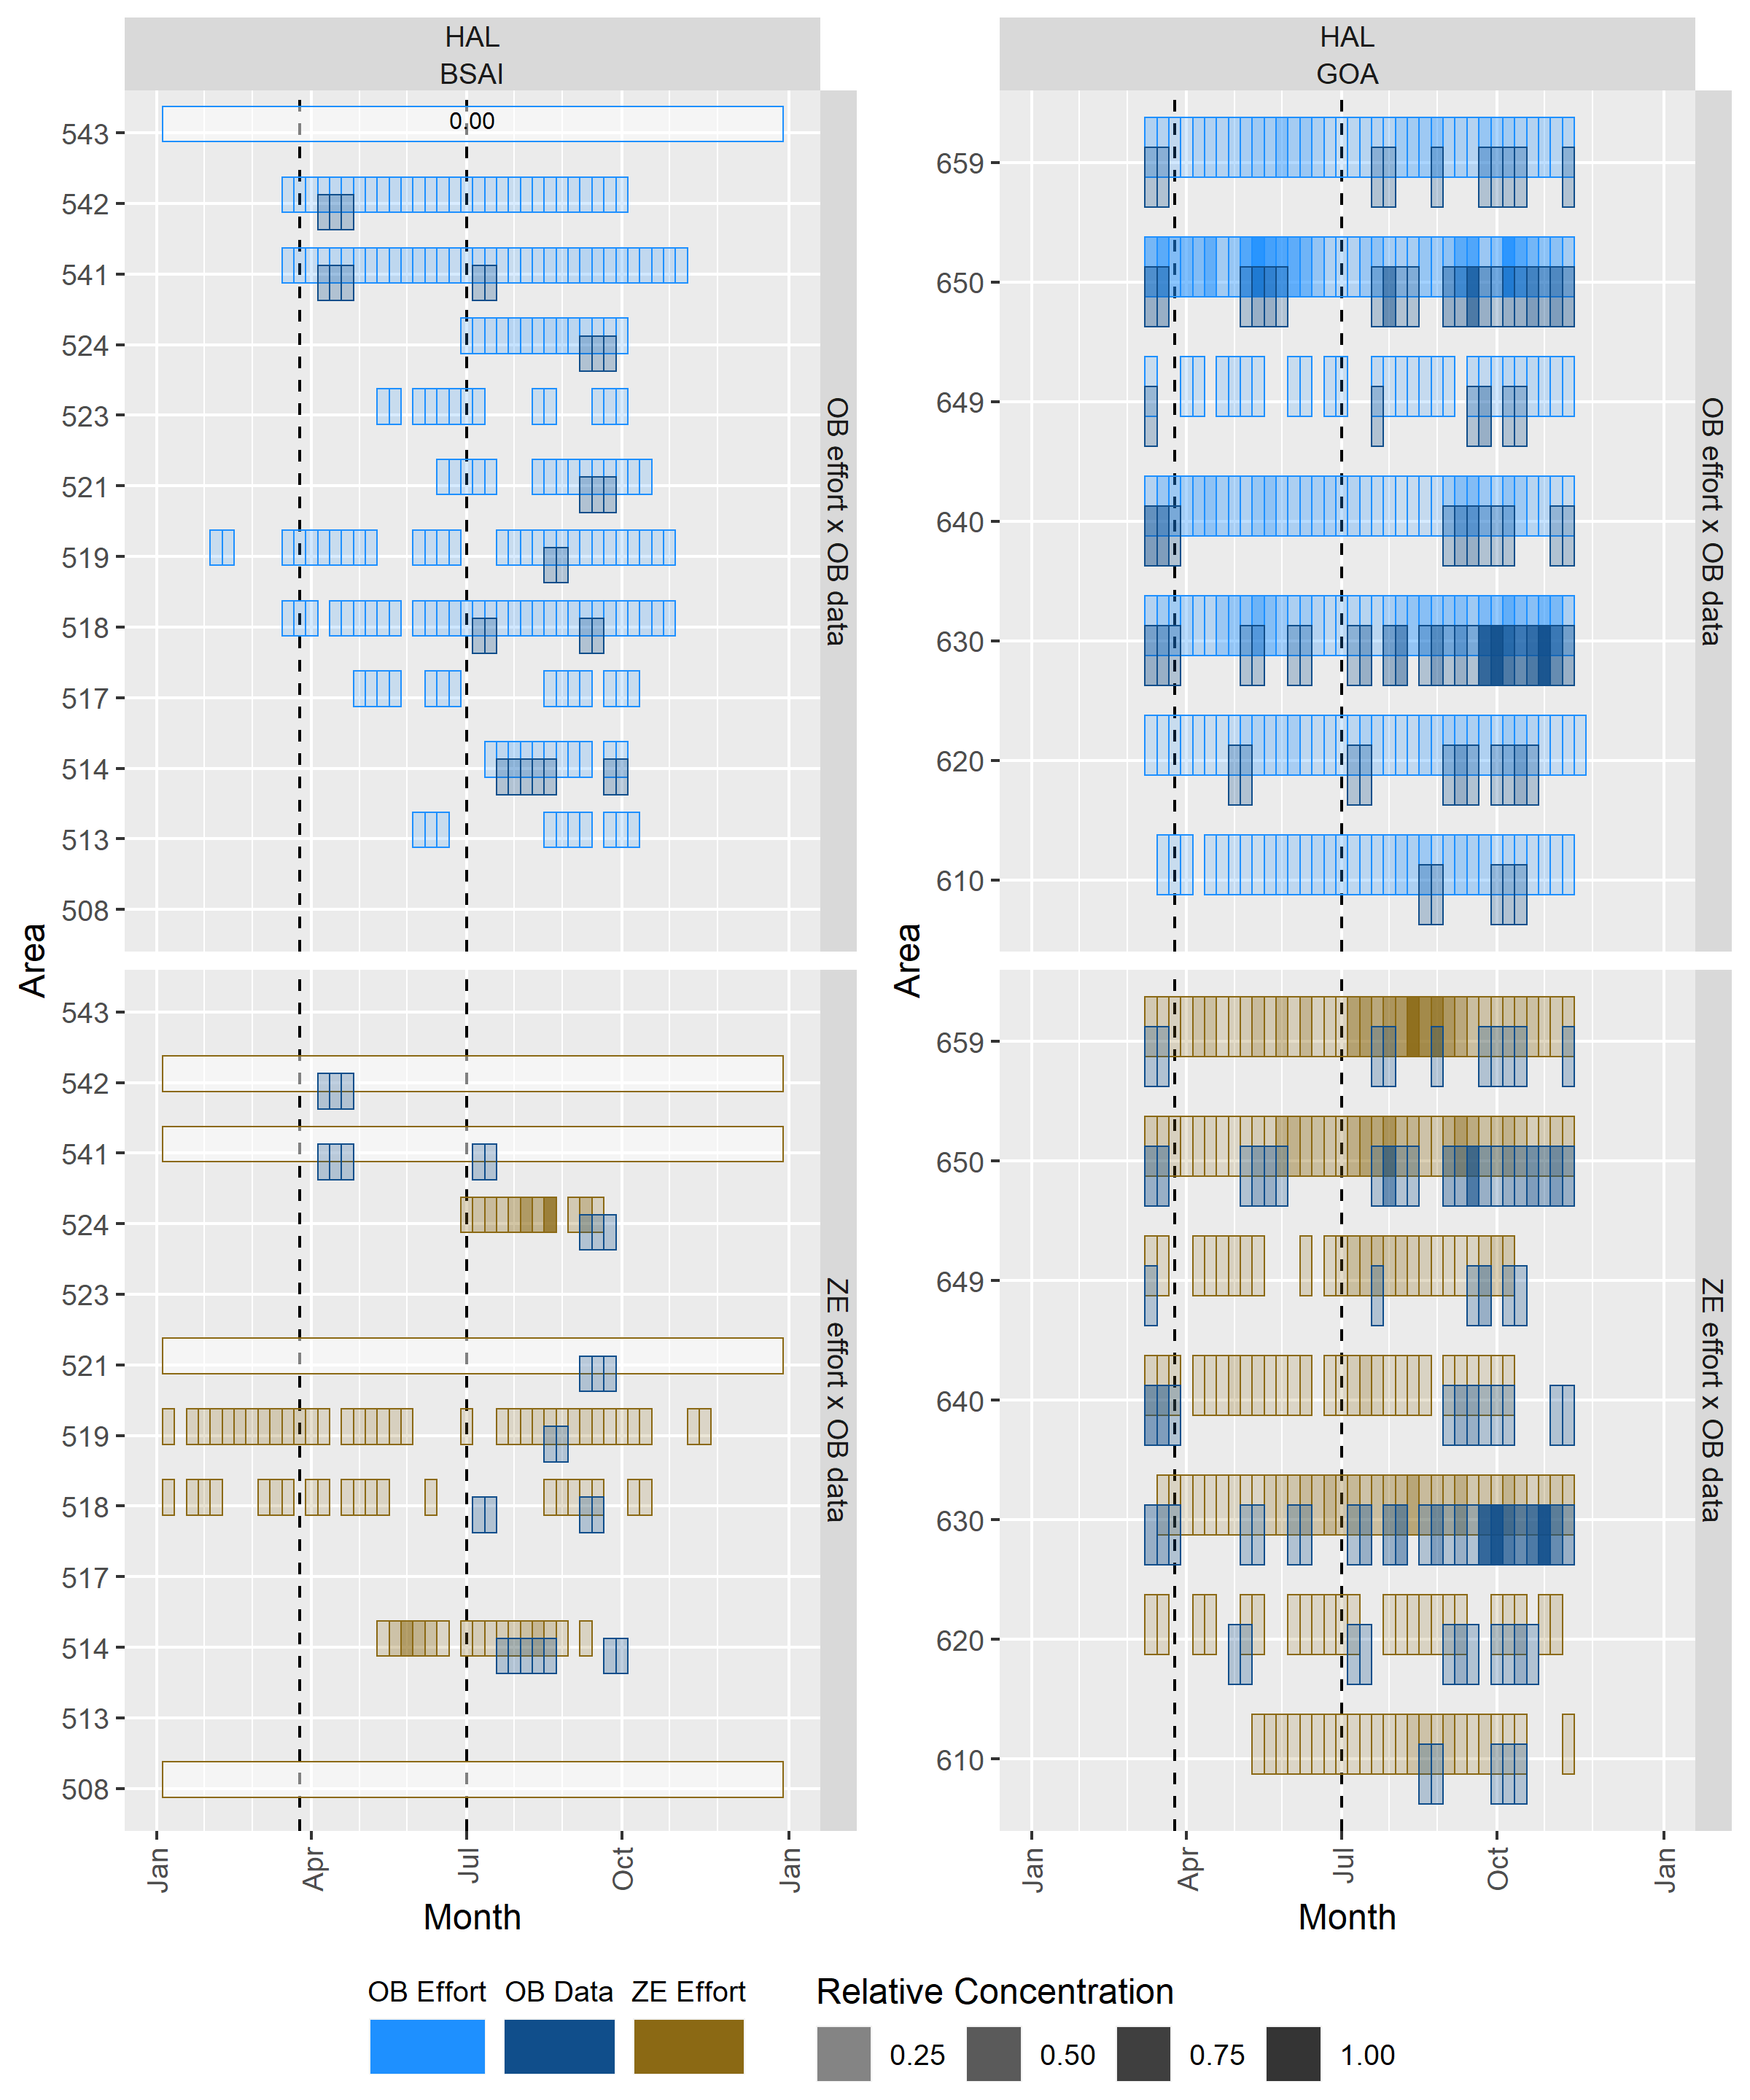 HAL
BSAI
HAL
GOA
Area
543
0.00
542
541
524
523
521
519
518
517
514
513
508
OB effort x OB data
Area
659
650
649
640
630
620
610
OB effort x OB data
543
542
541
524
523
521
519
518
517
514
513
508
ZE effort x OB data
659
650
649
640
630
620
610
ZE effort x OB data
Jan Apr Jul Oct Jan
Month
Jan Apr Jul Oct Jan
Month
OB Effort OB Data ZE Effort
Relative Concentration
0.25 0.50 0.75 1.00